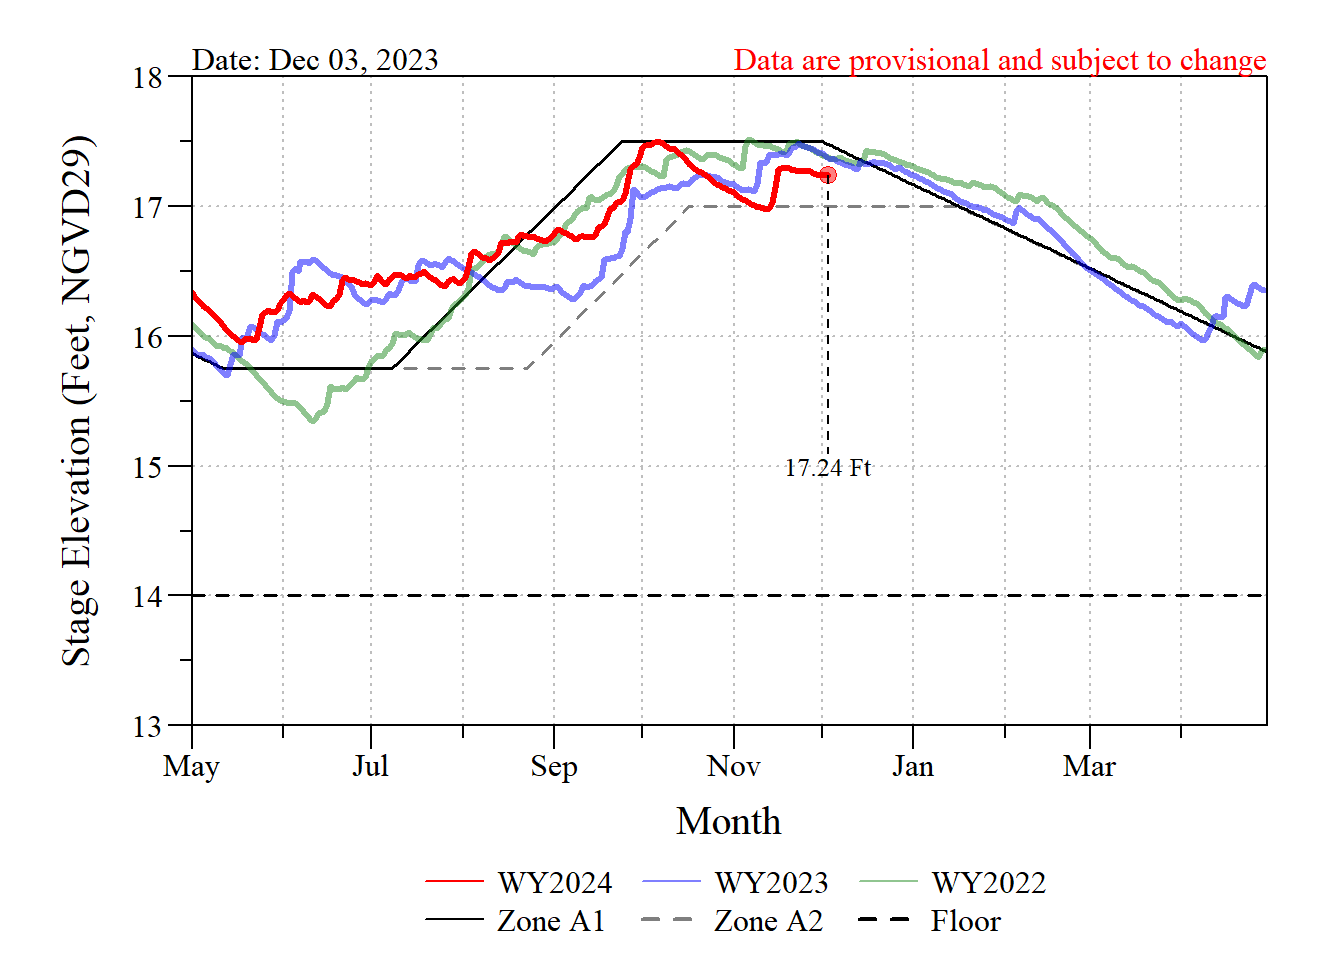 Date: Dec 03, 2023
Data are provisional and subject to change
18
17
16
15
14
13
Stage Elevation (Feet, NGVD29)
17.24 Ft
May Jul Sep Nov Jan Mar
Month
WY2024 WY2023 WY2022
Zone A1 Zone A2 Floor